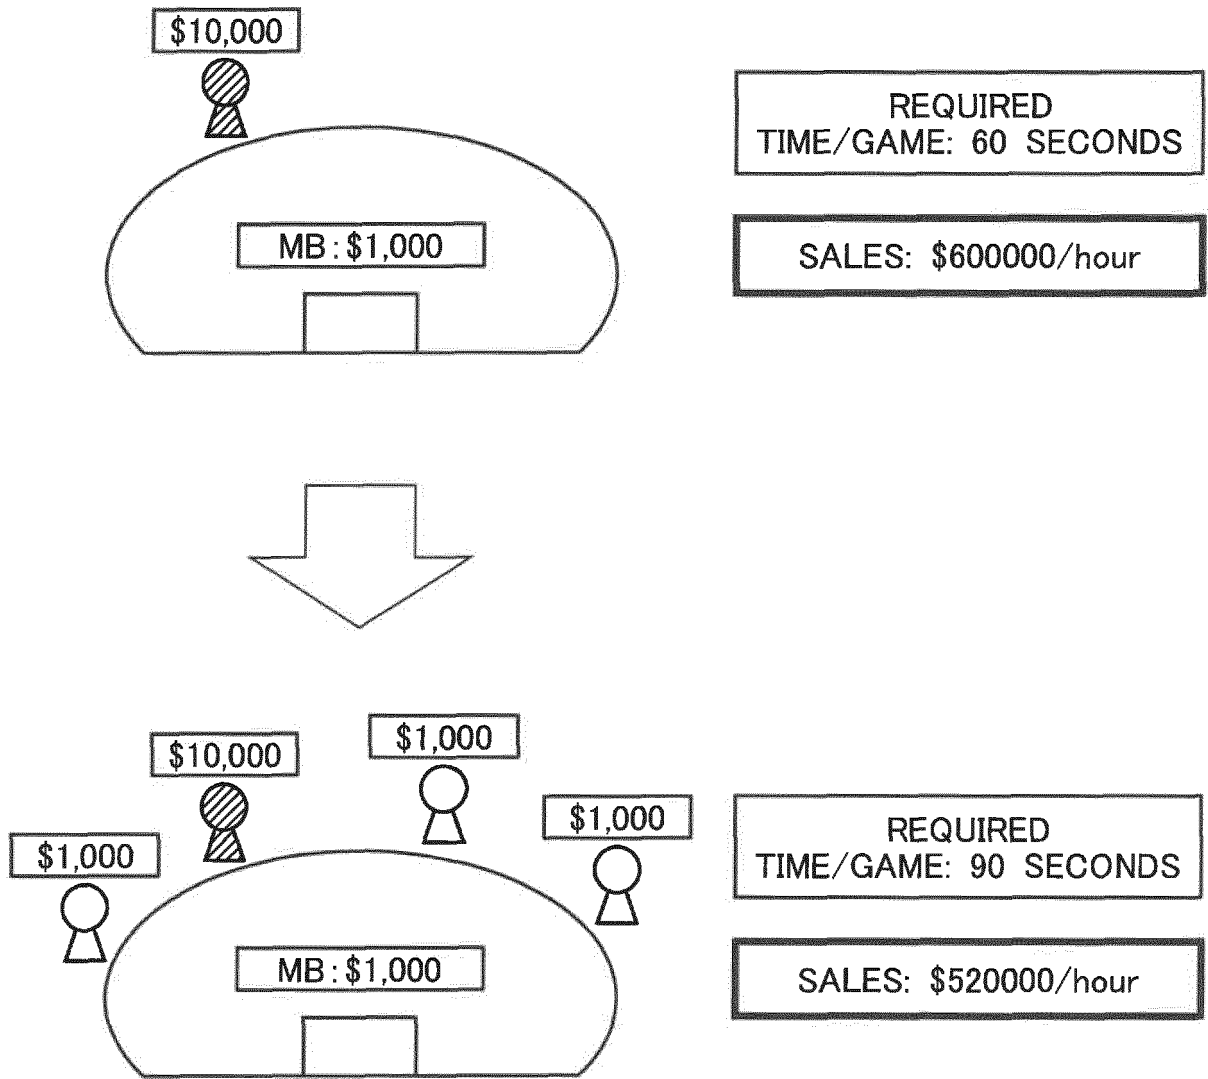 $10,000
REQUIRED
TIME/GAME: 60 SECONDS
MB:$1,000
SALES: $600000/hour
$1,000
$10,000
$1,000
$1,000
REQUIRED
TIME/GAME: 90 SECONDS
MB:$1,000
SALES: $520000/hour